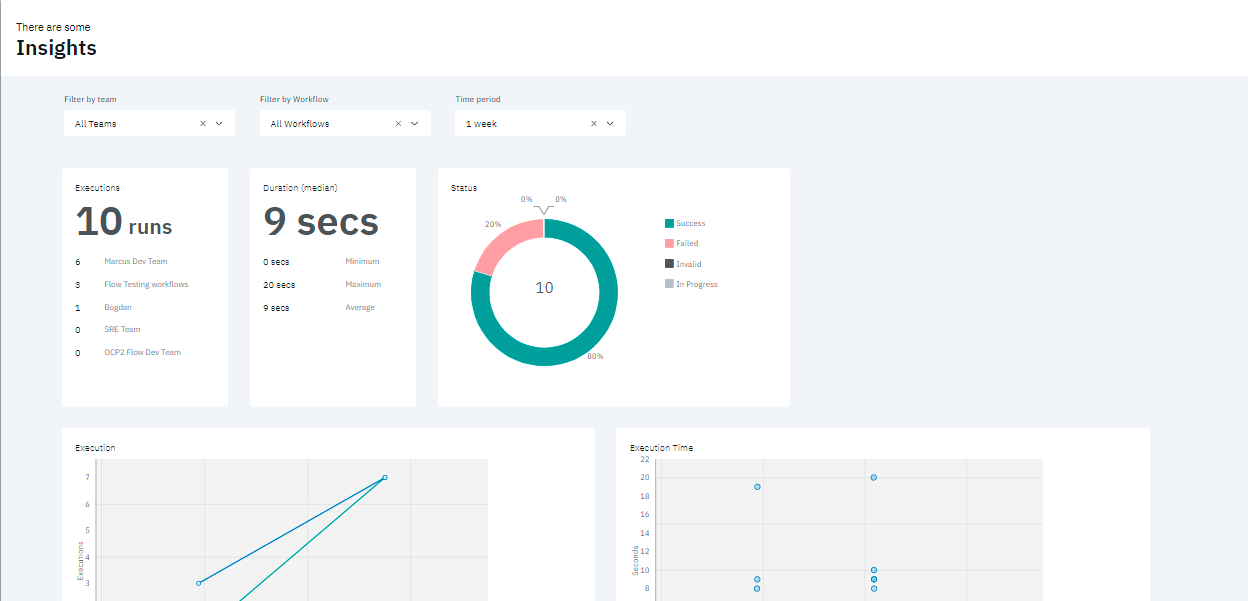 There are some
Insights
Filter by team
Filter by Workflow
Time period
All Teams
All Workflows
1 week
Executions
10 runs
6 Marcus Dev Team
3 Flow Testing workflows
1 Bogdan
0 SRE Team
0 OCP2 Flow Dev Team
Duration (median)
9 secs
0 secs Minimum
20 secs Maximum
9 secs Average
Status
0% 0%
20%
10
80%
Success
Failed
Invalid
In Progress
Execution
7
6
5
4
3
Executions
Execution Time
22
20
18
16
14
12
10
8
Seconds